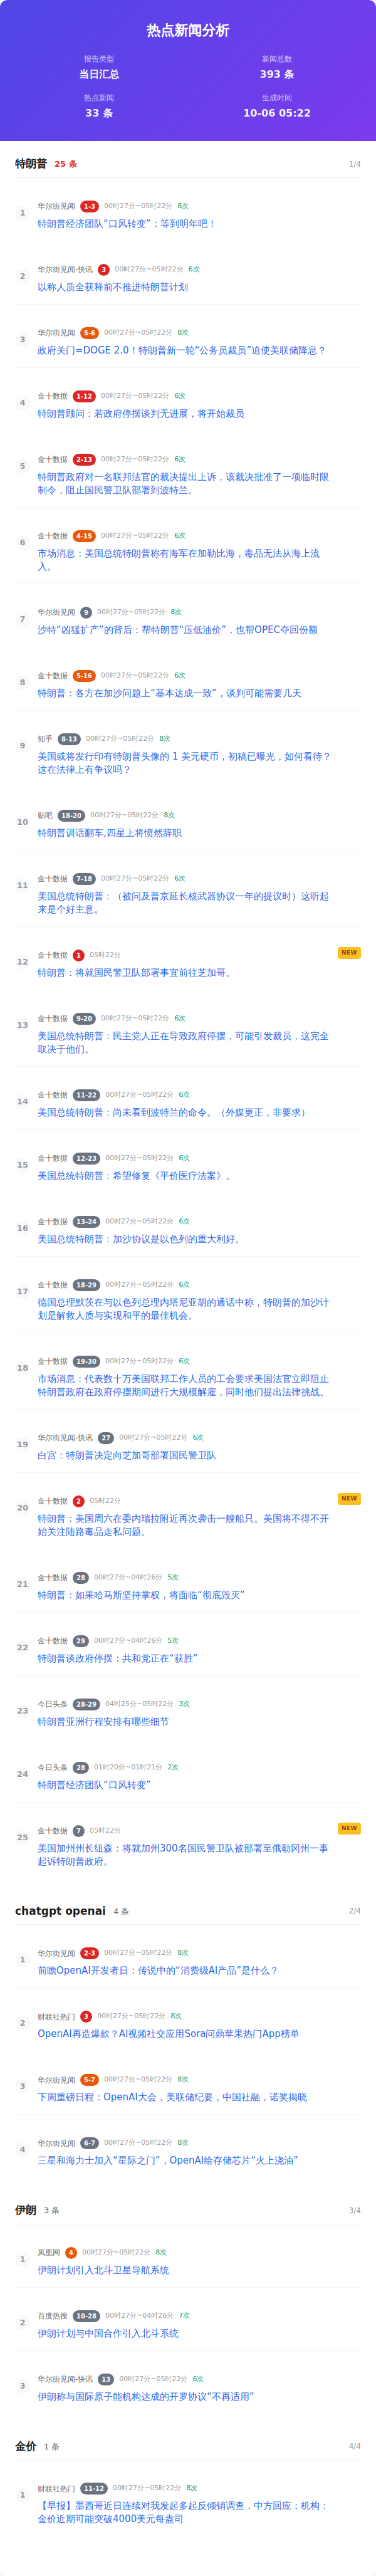 热点新闻分析
报告类型
新闻总数
当日汇总
393 条
热点新闻
生成时间
33 条
10-06 05:22
特朗普 25 条 1/4
1
华尔街见闻 1-3 00时27分~05时22分 8次
特朗普经济团队“口风转变”：等到明年吧！
2
华尔街见闻-快讯 3 00时27分~05时22分 6次
以称人质全获释前不推进特朗普计划
3
华尔街见闻 5-6 00时27分~05时22分 8次
政府关门=DOGE 2.0！特朗普新一轮“公务员裁员”迫使美联储降息？
4
金十数据 1-12 00时27分~05时22分 6次
特朗普顾问：若政府停摆谈判无进展，将开始裁员
5
金十数据 2-13 00时27分~05时22分 6次
特朗普政府对一名联邦法官的裁决提出上诉，该裁决批准了一项临时限
制令，阻止国民警卫队部署到波特兰。
6
金十数据 4-15 00时27分~05时22分 6次
市场消息：美国总统特朗普称有海军在加勒比海，毒品无法从海上流
入。
7
华尔街见闻 9 00时27分~05时22分 8次
沙特“凶猛扩产”的背后：帮特朗普“压低油价”，也帮OPEC夺回份额
8
金十数据 5-16 00时27分~05时22分 6次
特朗普：各方在加沙问题上“基本达成一致”，谈判可能需要几天
9
知乎 8-13 00时27分~05时22分 8次
美国或将发行印有特朗普头像的 1 美元硬币，初稿已曝光，如何看待？
这在法律上有争议吗？
10
贴吧 18-20 00时27分~05时22分 8次
特朗普训话翻车,四星上将愤然辞职
11
金十数据 7-18 00时27分~05时22分 6次
美国总统特朗普：（被问及普京延长核武器协议一年的提议时）这听起
来是个好主意。
12
金十数据 1 05时22分 NEW
特朗普：将就国民警卫队部署事宜前往芝加哥。
13
金十数据 9-20 00时27分~05时22分 6次
美国总统特朗普：民主党人正在导致政府停摆，可能引发裁员，这完全
取决于他们。
14
金十数据 11-22 00时27分~05时22分 6次
美国总统特朗普：尚未看到波特兰的命令。（外媒更正，非要求）
15
金十数据 12-23 00时27分~05时22分 6次
美国总统特朗普：希望修复《平价医疗法案》。
16
金十数据 13-24 00时27分~05时22分 6次
美国总统特朗普：加沙协议是以色列的重大利好。
17
金十数据 18-29 00时27分~05时22分 6次
德国总理默茨在与以色列总理内塔尼亚胡的通话中称，特朗普的加沙计
划是解救人质与实现和平的最佳机会。
18
金十数据 19-30 00时27分~05时22分 6次
市场消息：代表数十万美国联邦工作人员的工会要求美国法官立即阻止
特朗普政府在政府停摆期间进行大规模解雇，同时他们提出法律挑战。
19
华尔街见闻-快讯 27 00时27分~05时22分 6次
白宫：特朗普决定向芝加哥部署国民警卫队
20
金十数据 2 05时22分 NEW
特朗普：美国周六在委内瑞拉附近再次袭击一艘船只。美国将不得不开
始关注陆路毒品走私问题。
21
金十数据 28 00时27分~04时26分 5次
特朗普：如果哈马斯坚持掌权，将面临“彻底毁灭”
22
金十数据 29 00时27分~04时26分 5次
特朗普谈政府停摆：共和党正在“获胜”
23
今日头条 28-29 04时25分~05时22分 3次
特朗普亚洲行程安排有哪些细节
24
今日头条 28 01时20分~01时21分 2次
特朗普经济团队“口风转变”
25
金十数据 7 05时22分 NEW
美国加州州长纽森：将就加州300名国民警卫队被部署至俄勒冈州一事
起诉特朗普政府。
chatgpt openai 4 条 2/4
1
华尔街见闻 2-3 00时27分~05时22分 8次
前瞻OpenAI开发者日：传说中的“消费级AI产品”是什么？
2
财联社热门 3 00时27分~05时22分 8次
OpenAI再造爆款？AI视频社交应用Sora问鼎苹果热门App榜单
3
华尔街见闻 5-7 00时27分~05时22分 8次
下周重磅日程：OpenAI大会，美联储纪要，中国社融，诺奖揭晓
4
华尔街见闻 6-7 00时27分~05时22分 8次
三星和海力士加入“星际之门”，OpenAI给存储芯片“火上浇油”
伊朗 3 条 3/4
1
凤凰网 4 00时27分~05时22分 8次
伊朗计划引入北斗卫星导航系统
2
百度热搜 10-28 00时27分~04时26分 7次
伊朗计划与中国合作引入北斗系统
3
华尔街见闻-快讯 13 00时27分~05时22分 6次
伊朗称与国际原子能机构达成的开罗协议“不再适用”
金价 1 条 4/4
1
财联社热门 11-12 00时27分~05时22分 8次
【早报】墨西哥近日连续对我发起多起反倾销调查，中方回应；机构：
金价近期可能突破4000美元每盎司